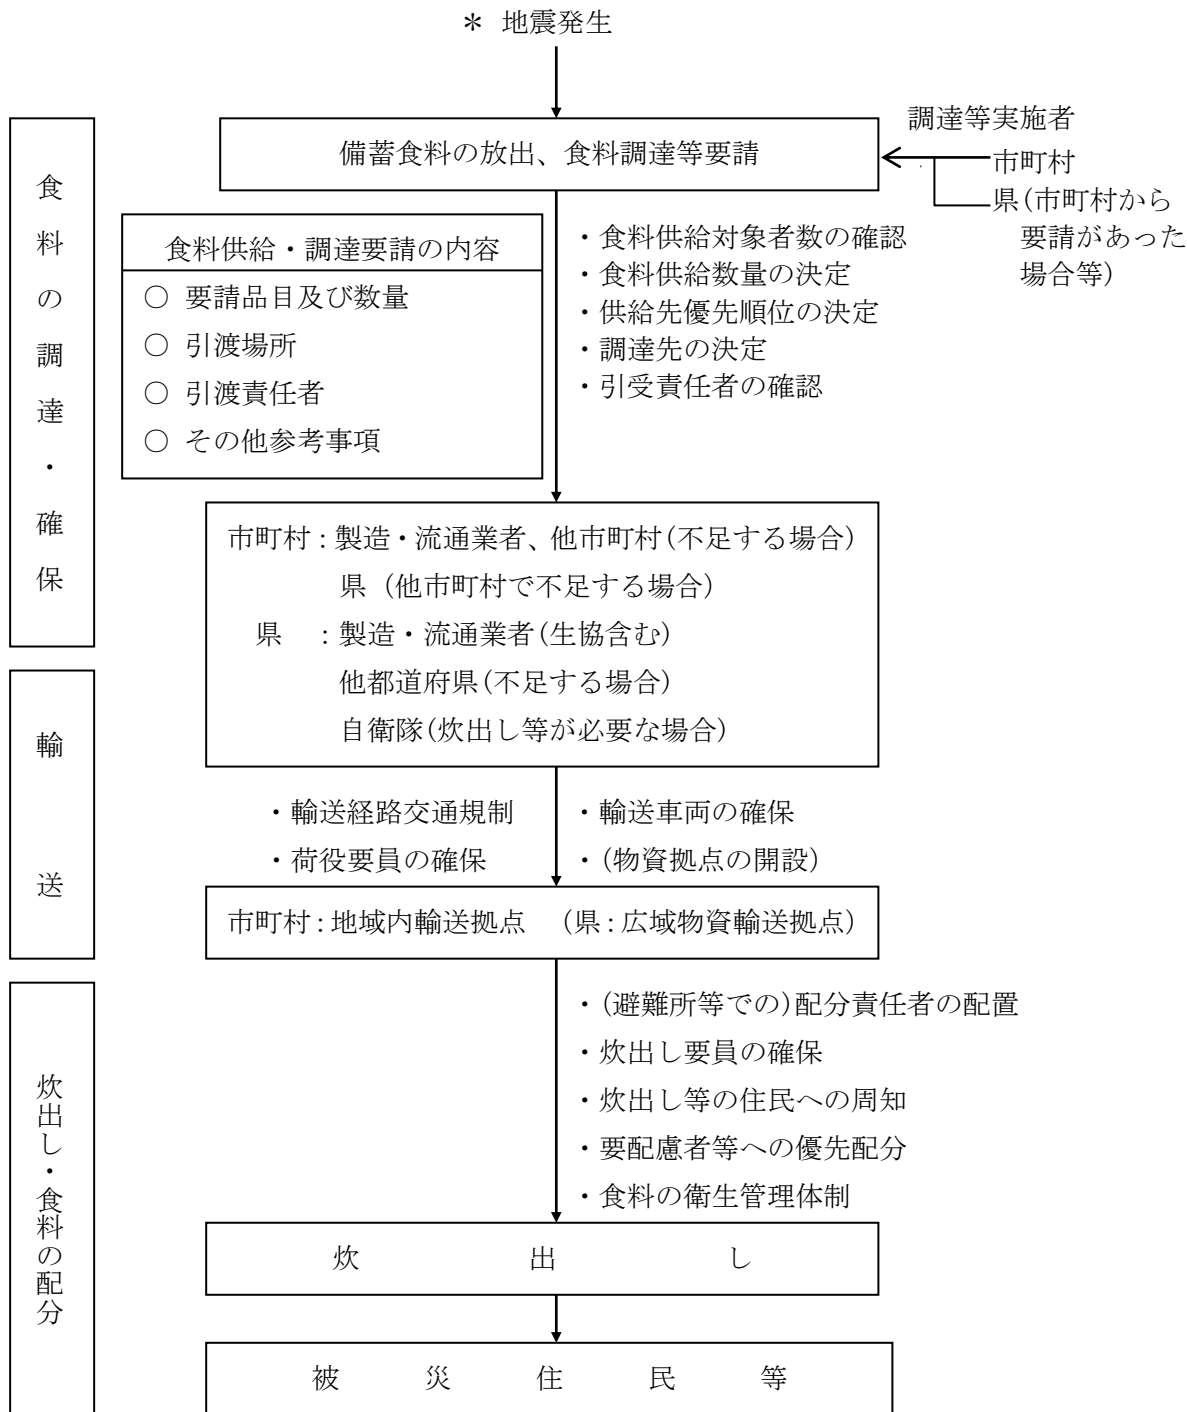 ＊ 地震発生
調達等実施者
備蓄食料の放出、食料調達等要請
市町村
県(市町村から
要請があった
場合等)
食料の調達・確保
食料供給・調達要請の内容
○ 要請品目及び数量
○ 引渡場所
○ 引渡責任者
○ その他参考事項
・食料供給対象者数の確認
・食料供給数量の決定
・供給先優先順位の決定
・調達先の決定
・引受責任者の確認
市町村：製造・流通業者、他市町村(不足する場合)
県 (他市町村で不足する場合)
県 ：製造・流通業者(生協含む)
他都道府県(不足する場合)
自衛隊(炊出し等が必要な場合)
輸送
・輸送経路交通規制
・荷役要員の確保
・輸送車両の確保
・(物資拠点の開設)
市町村：地域内輸送拠点 (県：広域物資輸送拠点)
炊出し・食料の配分
・(避難所等での)配分責任者の配置
・炊出し要員の確保
・炊出し等の住民への周知
・要配慮者等への優先配分
・食料の衛生管理体制
炊出し
被災住民等